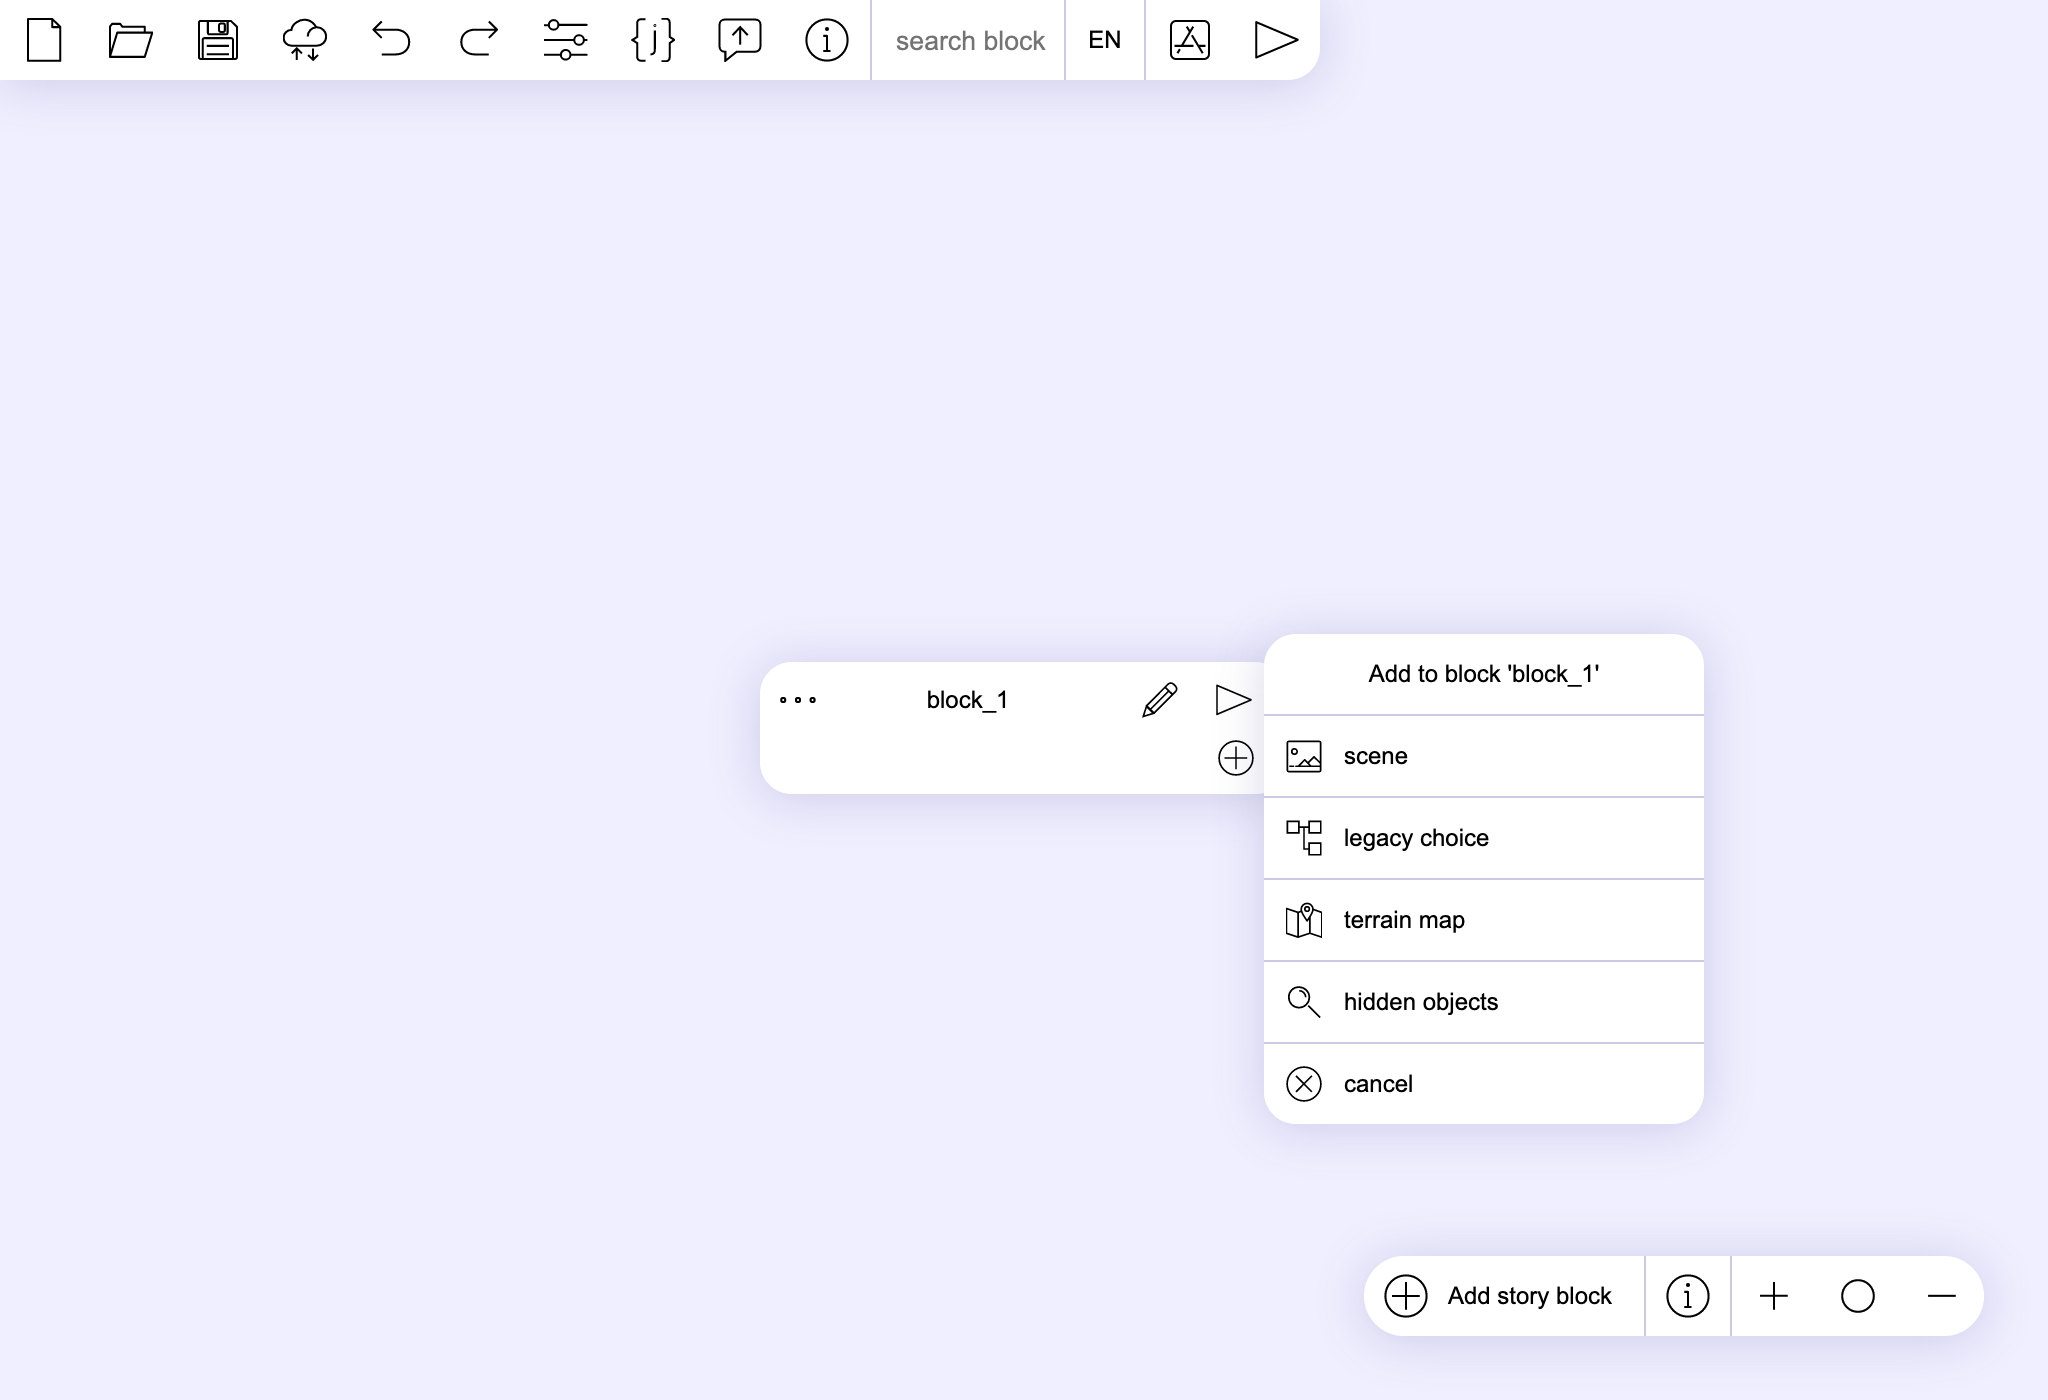 search block
EN
block_1
Add to block 'block_1'
scene
legacy choice
terrain map
hidden objects
cancel
Add story block